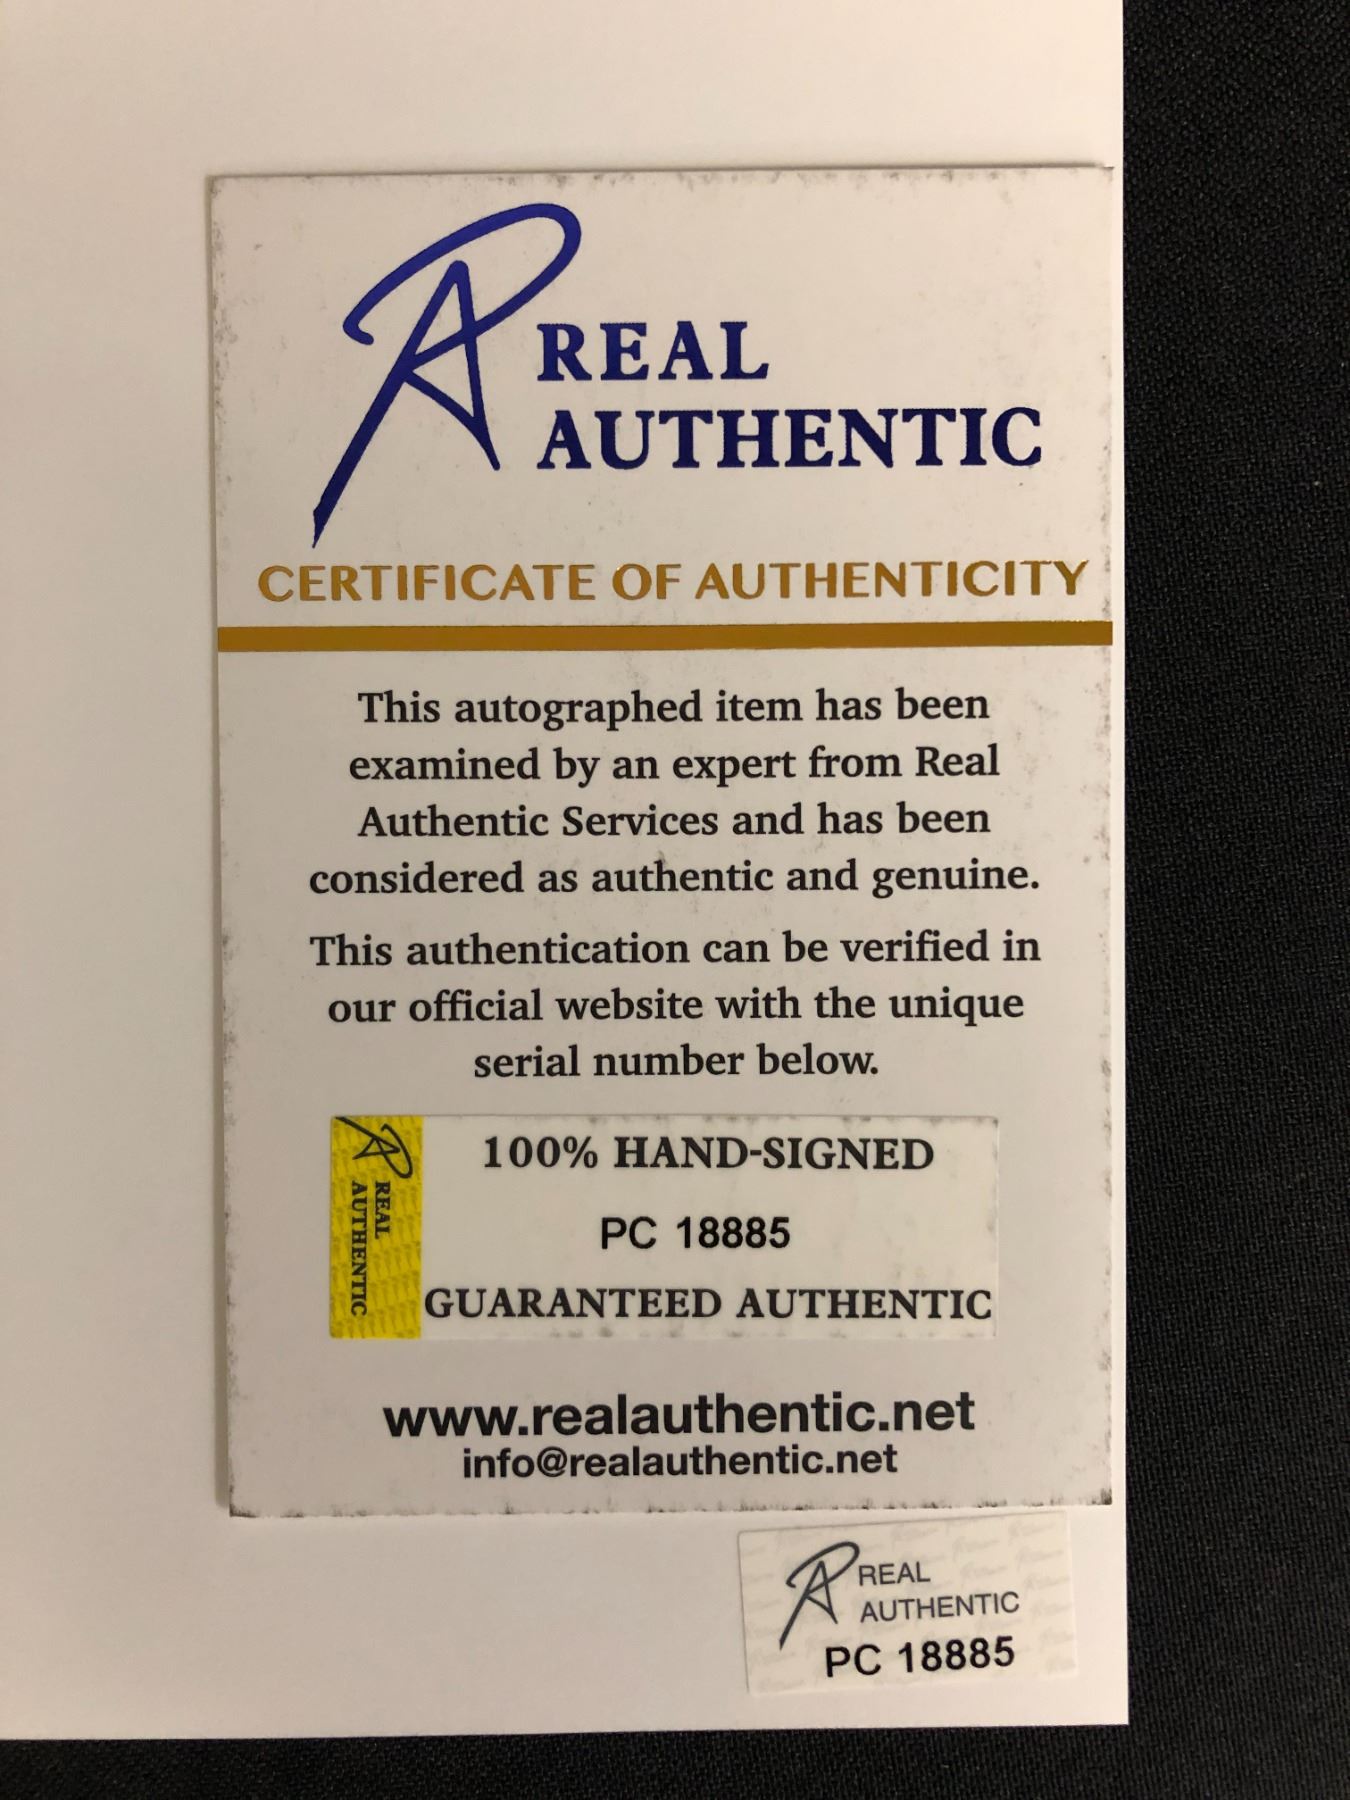 REAL
AUTHENTIC
CERTIFICATE OF AUTHENTICITY
This autographed item has been
examined by an expert from Real
Authentic Services and has been
considered as authentic and genuine.
This authentication can be verified in
our official website with the unique
serial number below.
REAL
AUTHENTIC
100% HAND-SIGNED
PC 18885
GUARANTEED AUTHENTIC
www.realauthentic.net
info@realauthentic.net
REAL
AUTHENTIC
PC 18885